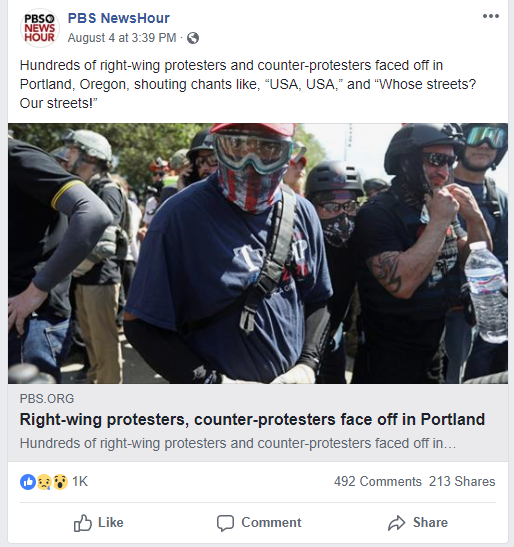 PBS
NEWS
HOUR
PBS NewsHour
August 4 at 3:39 PM ·
Hundreds of right-wing protesters and counter-protesters faced off in
Portland, Oregon, shouting chants like, “USA, USA,” and “Whose streets?
Our streets!”
PBS.ORG
Right-wing protesters, counter-protesters face off in Portland
Hundreds of right-wing protesters and counter-protesters faced off in…
1K
492 Comments 213 Shares
Like Comment Share